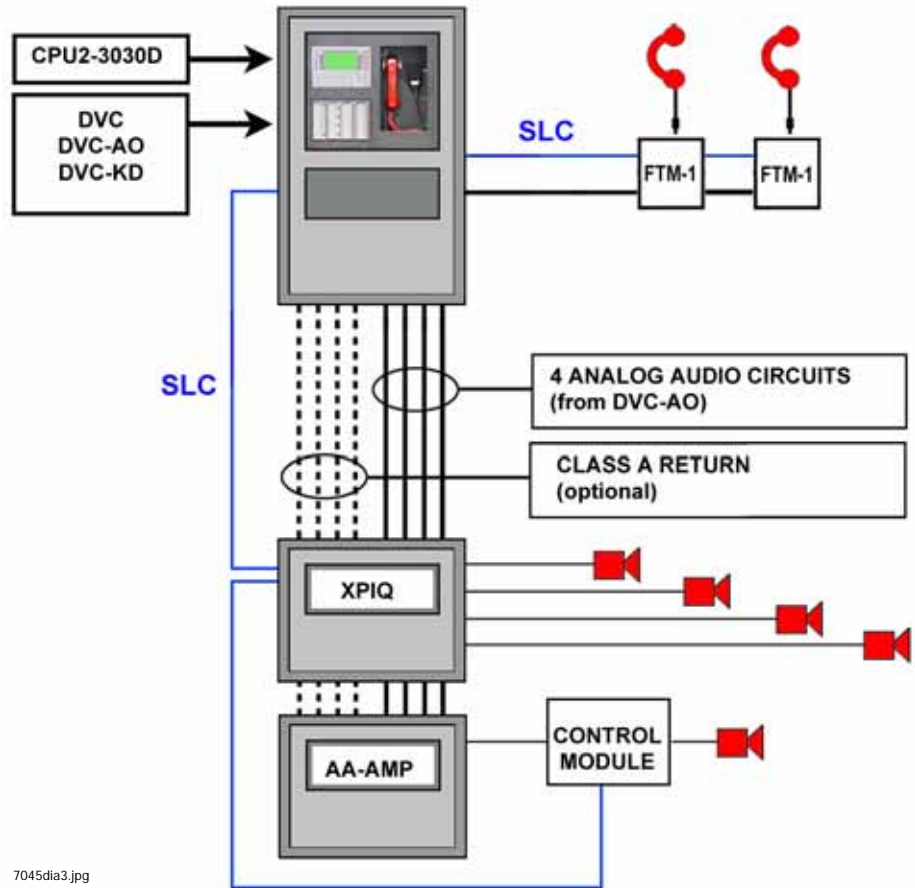 CPU2-3030D
DVC
DVC-AO
DVC-KD
SLC
FTM-1
FTM-1
SLC
4 ANALOG AUDIO CIRCUITS
(from DVC-AO)
CLASS A RETURN
(optional)
XPIQ
AA-AMP
CONTROL
MODULE
7045dia3.jpg